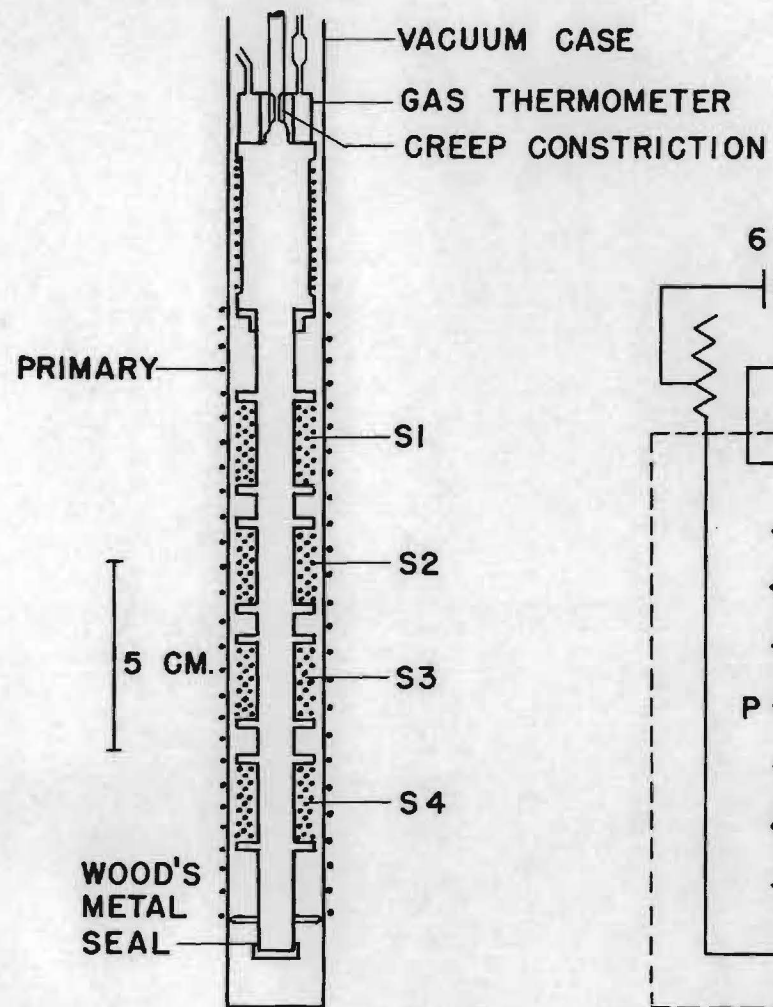 VACUUM CASE
GAS THERMOMETER
CREEP CONSTRICTION
6
PRIMARY
S1
S2
5 CM.
S3
P
S4
WOOD'S
METAL
SEAL